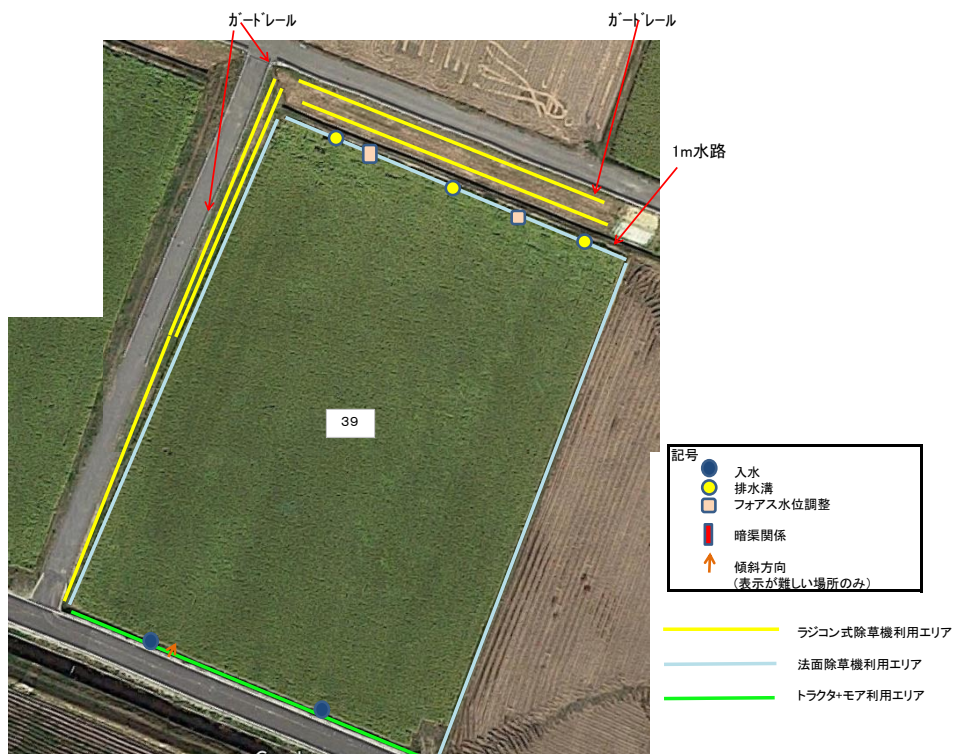 ガードレール
ガードレール
1m水路
39
記号
入水
排水溝
フォアス水位調整
暗渠関係
傾斜方向
(表示が難しい場所のみ)
ラジコン式除草機利用エリア
法面除草機利用エリア
トラクタ+モア利用エリア